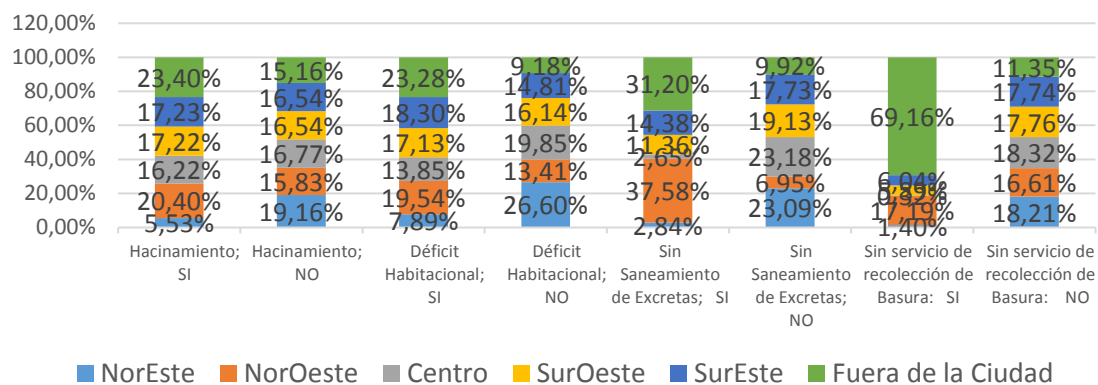 120,00%
100,00%
80,00%
60,00%
40,00%
20,00%
0,00%
23,40% 15,16% 23,28% 9,18% 31,20% 9,92% 69,16% 11,35%
17,23% 16,54% 18,30% 14,81% 14,38% 17,73% 6,04% 17,74%
17,22% 16,54% 17,13% 16,14% 11,36% 19,13% 17,76%
16,22% 16,77% 13,85% 19,85% 2,65% 23,18% 18,32%
20,40% 15,83% 19,54% 13,41% 37,58% 6,95% 17,19% 16,61%
5,53% 19,16% 7,89% 26,60% 2,84% 23,09% 1,40% 18,21%
Hacinamiento;
SI
Hacinamiento;
NO
Déficit
Habitacional;
SI
Déficit
Habitacional;
NO
Sin
Saneamiento
de Excretas; SI
Sin
Saneamiento
de Excretas;
NO
Sin servicio de
recolección de
Basura: SI
Sin servicio de
recolección de
Basura: NO
NorEste NorOeste Centro SurOeste SurEste Fuera de la Ciudad